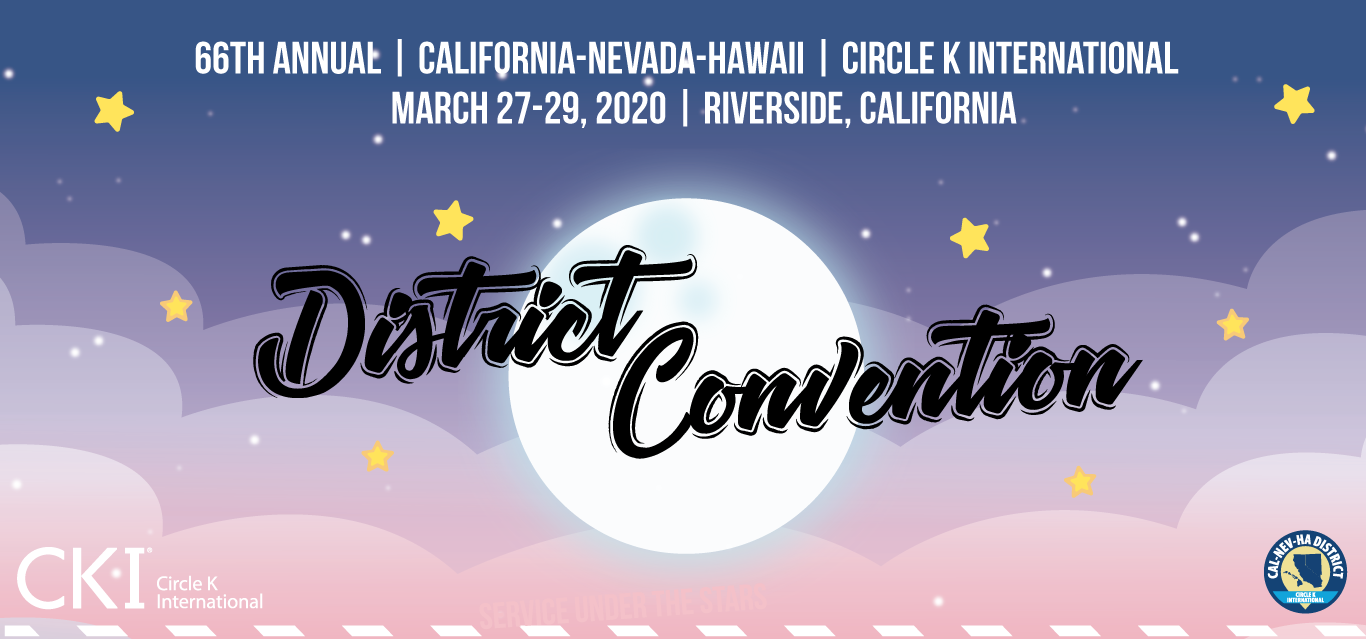 66TH ANNUAL | CALIFORNIA-NEVADA-HAWAII | CIRCLE K INTERNATIONAL
MARCH 27-29, 2020 | RIVERSIDE, CALIFORNIA
District
Convention
SERVICE UNDER THE STARS
CKI®
Circle K
International
CAL-NEV-HA DISTRICT
CIRCLE K
INTERNATIONAL